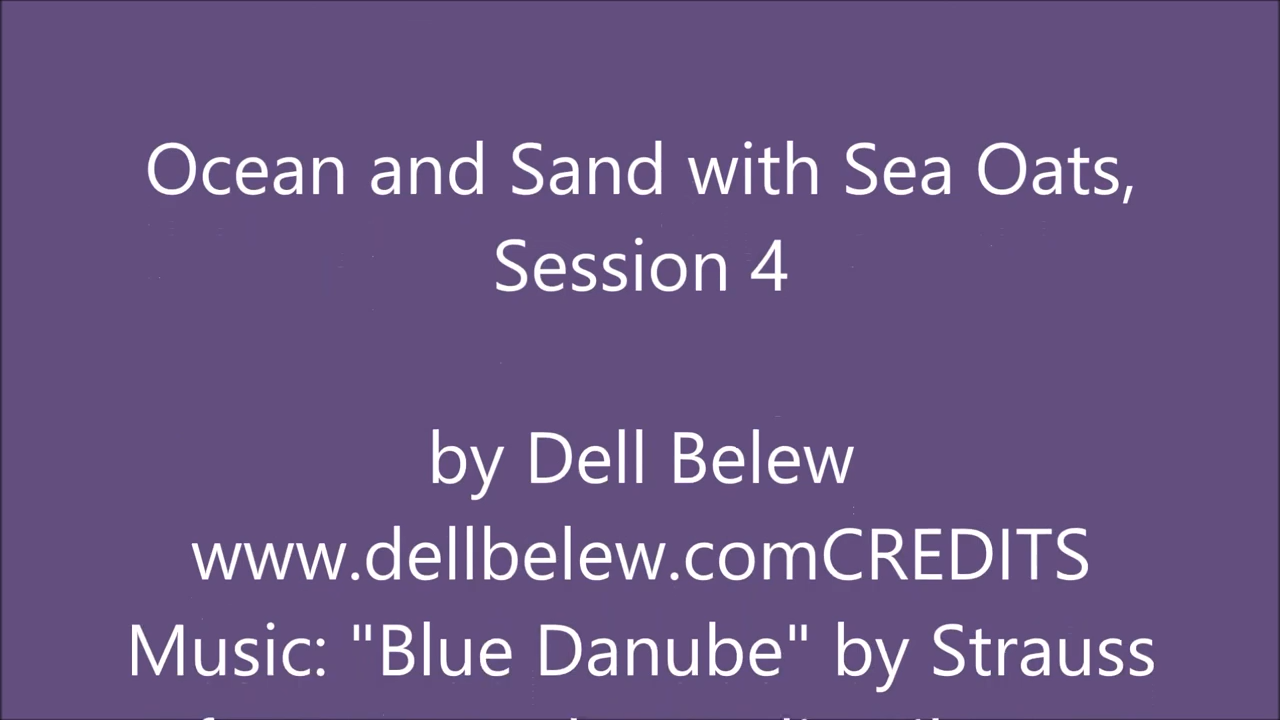 Ocean and Sand with Sea Oats,
Session 4
by Dell Belew
www.dellbelew.comCREDITS
Music: "Blue Danube" by Strauss